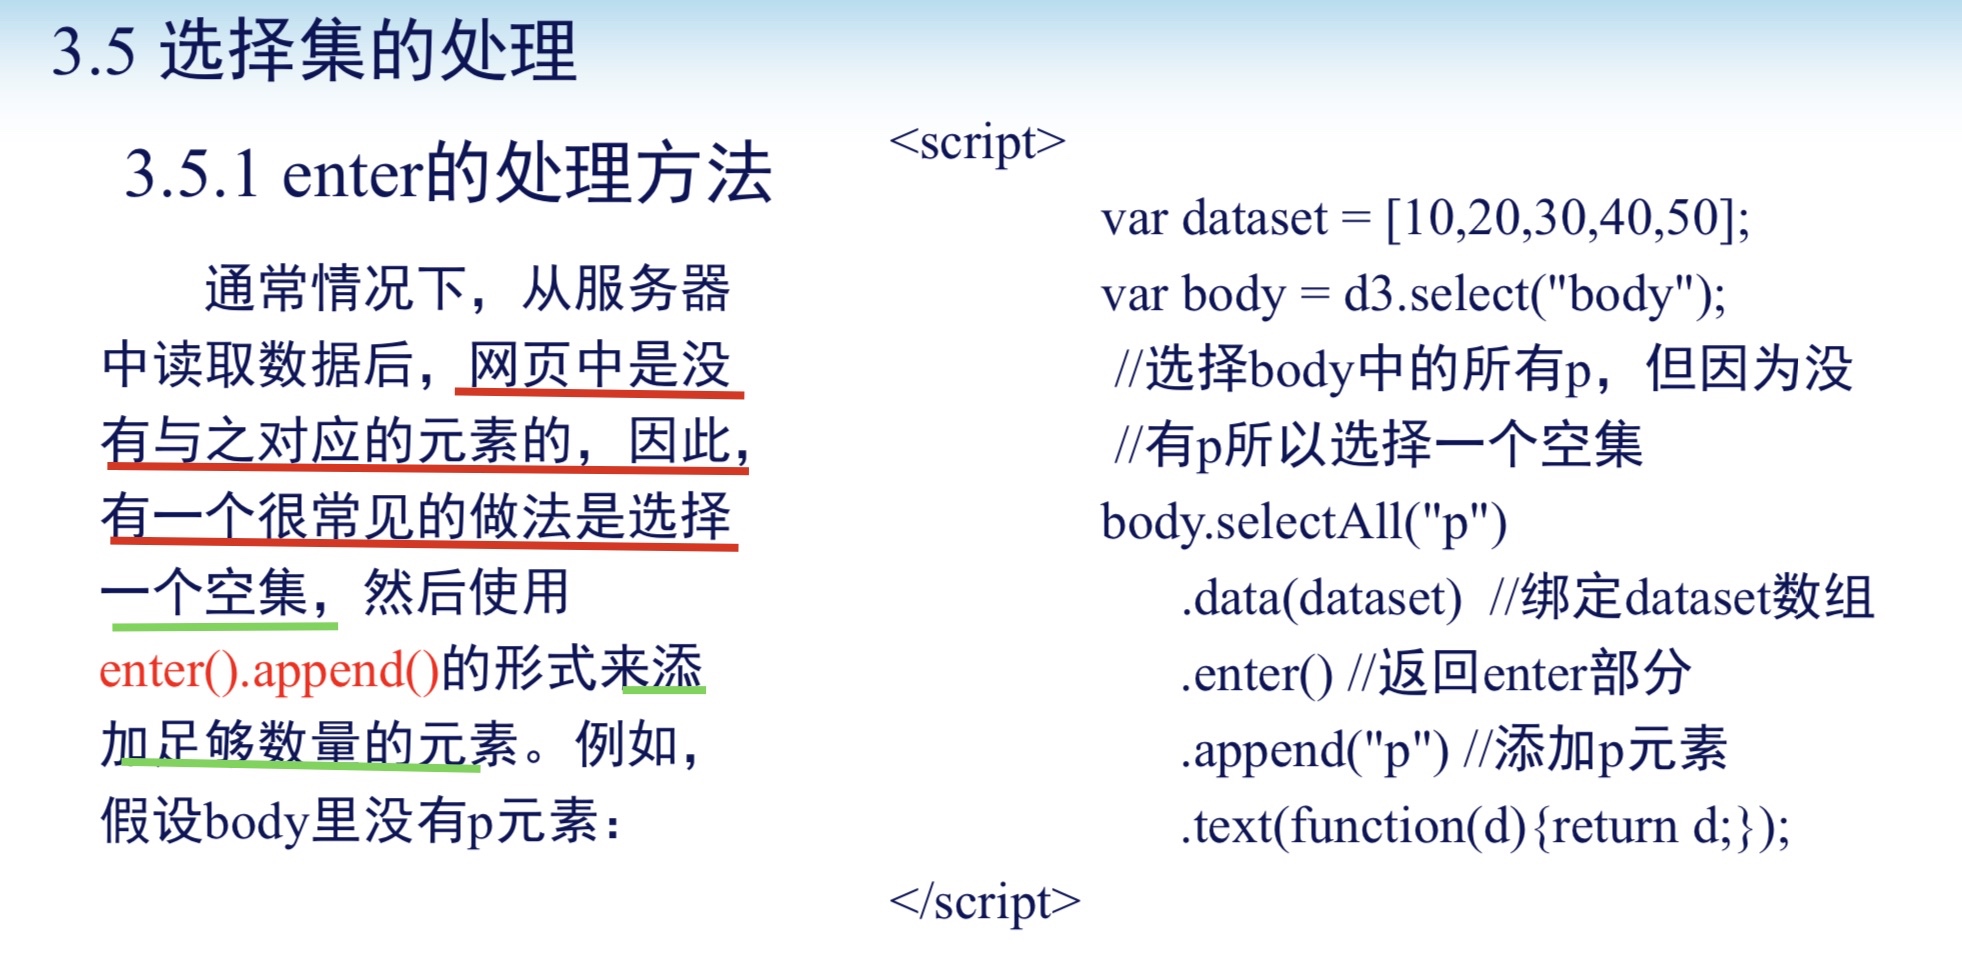 3.5 选择集的处理
3.5.1 enter的处理方法
通常情况下，从服务器
中读取数据后，网页中是没
有与之对应的元素的，因此，
有一个很常见的做法是选择
一个空集，然后使用
enter().append()的形式来添
加足够数量的元素。例如，
假设body里没有p元素：
<script>
var dataset = [10,20,30,40,50];
var body = d3.select("body");
//选择body中的所有p，但因为没
//有p所以选择一个空集
body.selectAll("p")
.data(dataset) //绑定dataset数组
.enter() //返回enter部分
.append("p") //添加p元素
.text(function(d){return d;});
</script>